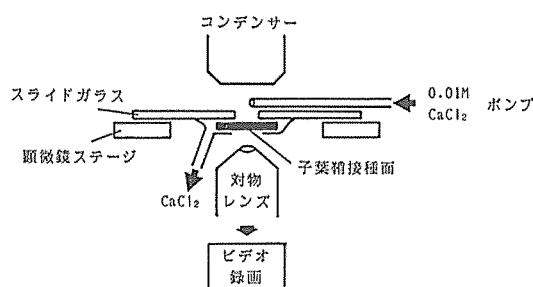 コンデンサー
スライドガラス
0.01M
CaCl₂
ポンプ
顕微鏡ステージ
子葉鞘接種面
CaCl₂
対物
レンズ
ビデオ
録画